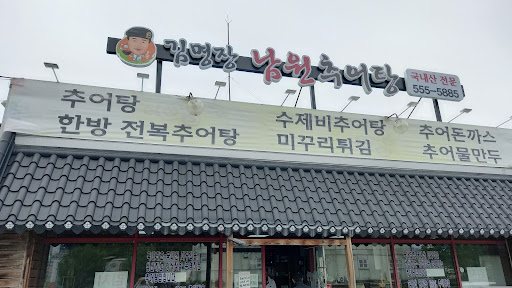 김명장 남원추어탕
국내산 전문
555-5885
추어탕 수제비추어탕 추어돈까스
한방 전복추어탕 미꾸리튀김 추어물만두